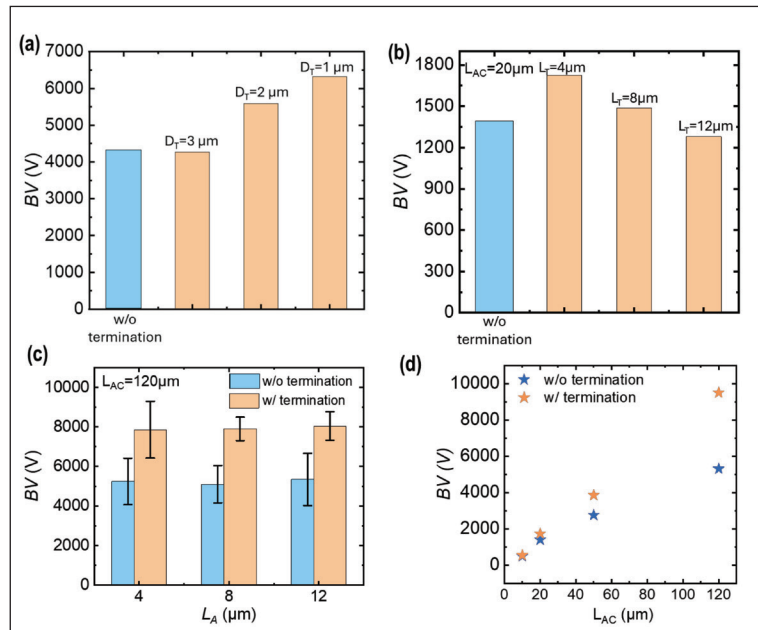 (a)
7000
6000
5000
4000
3000
2000
1000
0
BV (V)
D_T=3 µm
D_T=2 µm
D_T=1 µm
w/o
termination
(b)
1800
1500
1200
900
600
300
0
BV (V)
L_AC=20µm
L_T=4µm
L_T=8µm
L_T=12µm
w/o
termination
(c)
10000
8000
6000
4000
2000
0
BV (V)
L_AC=120µm
w/o termination
w/ termination
4
8
12
L_A (µm)
(d)
10000
8000
6000
4000
2000
0
BV (V)
w/o termination
w/ termination
0
20
40
60
80
100
120
L_AC (µm)